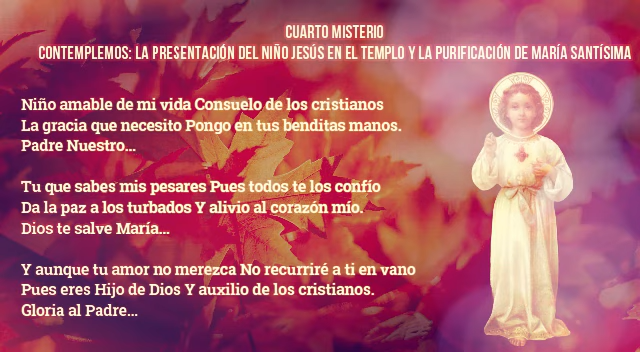 CUARTO MISTERIO
CONTEMPLEMOS: LA PRESENTACIÓN DEL NIÑO JESÚS EN EL TEMPLO Y LA PURIFICACIÓN DE MARÍA SANTÍSIMA
Niño amable de mi vida Consuelo de los cristianos
La gracia que necesito Pongo en tus benditas manos.
Padre Nuestro...
Tu que sabes mis pesares Pues todos te los confío
Da la paz a los turbados Y alivio al corazón mío.
Dios te salve María...
Y aunque tu amor no merezca No recurriré a ti en vano
Pues eres Hijo de Dios Y auxilio de los cristianos.
Gloria al Padre...